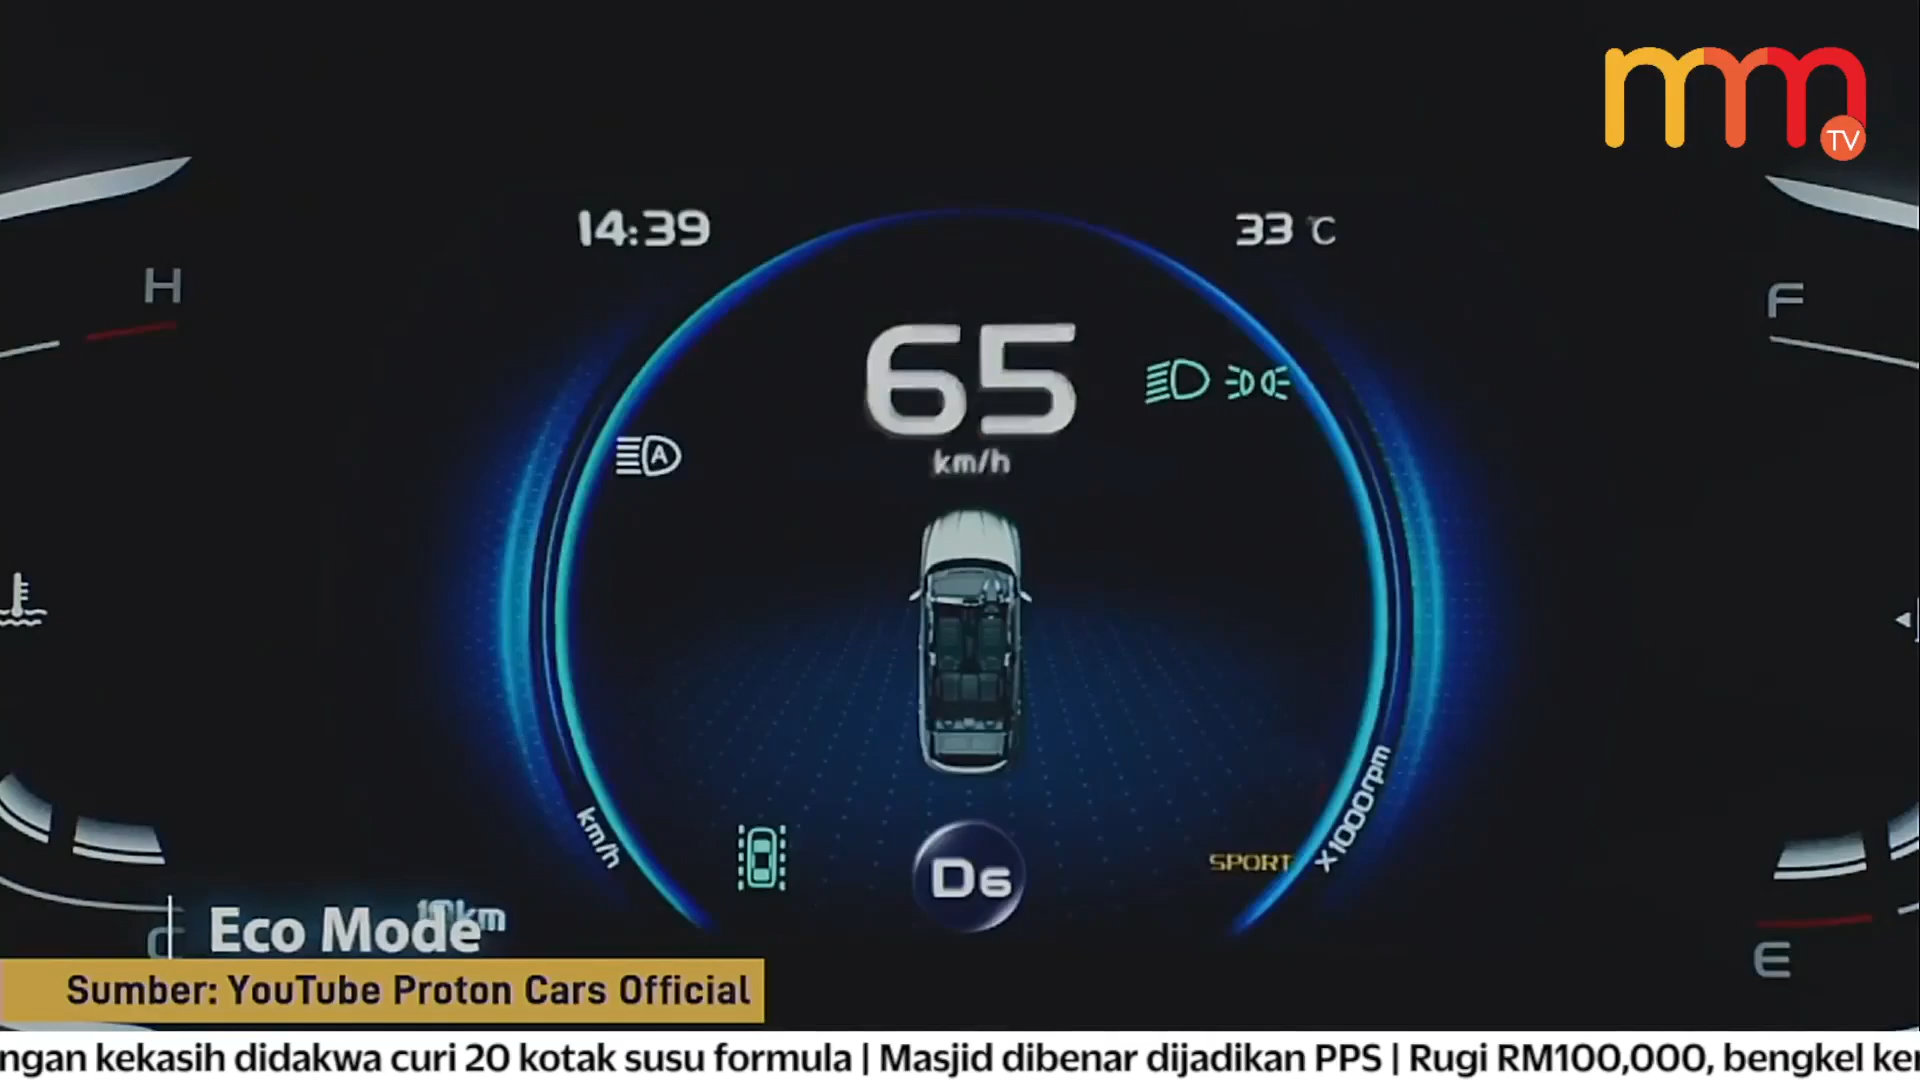 mm TV
14:39
33 °C
H
F
65
km/h
A
km/h
x1000rpm
SPORT
D6
Eco Mode
C
E
Sumber: YouTube Proton Cars Official
ngan kekasih didakwa curi 20 kotak susu formula | Masjid dibenar dijadikan PPS | Rugi RM100,000, bengkel ker